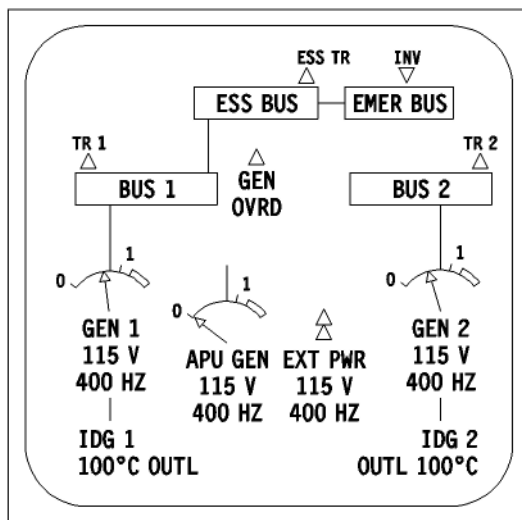 ESS TR INV
ESS BUS EMER BUS
TR 1 TR 2
BUS 1 GEN OVRD BUS 2
0 1 0 1 0 1
GEN 1
115 V
400 HZ
APU GEN
115 V
400 HZ
EXT PWR
115 V
400 HZ
GEN 2
115 V
400 HZ
IDG 1
100°C OUTL
IDG 2
OUTL 100°C